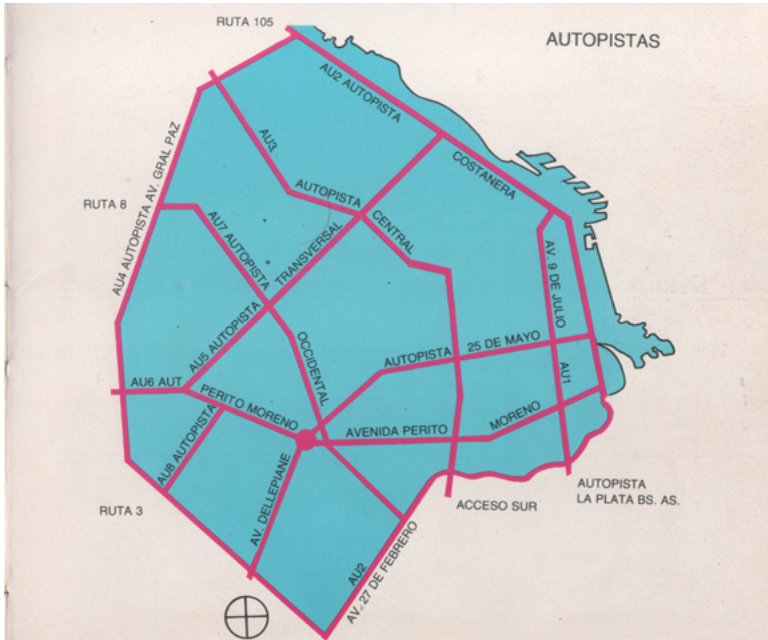 RUTA 105
AUTOPISTAS
AU2 AUTOPISTA
COSTANERA
AU3
AUTOPISTA
CENTRAL
AU4 AUTOPISTA AV. GRAL PAZ
RUTA 8
AU7 AUTOPISTA
OCCIDENTAL
AU5 AUTOPISTA
TRANSVERSAL
AV. 9 DE JULIO
AU1
AUTOPISTA
25 DE MAYO
AU6 AUT
PERITO MORENO
AU8 AUTOPISTA
AVENIDA PERITO
MORENO
RUTA 3
AV. DELLEPIANE
ACCESO SUR
AUTOPISTA
LA PLATA BS. AS.
AU2
AV. 27 DE FEBRERO